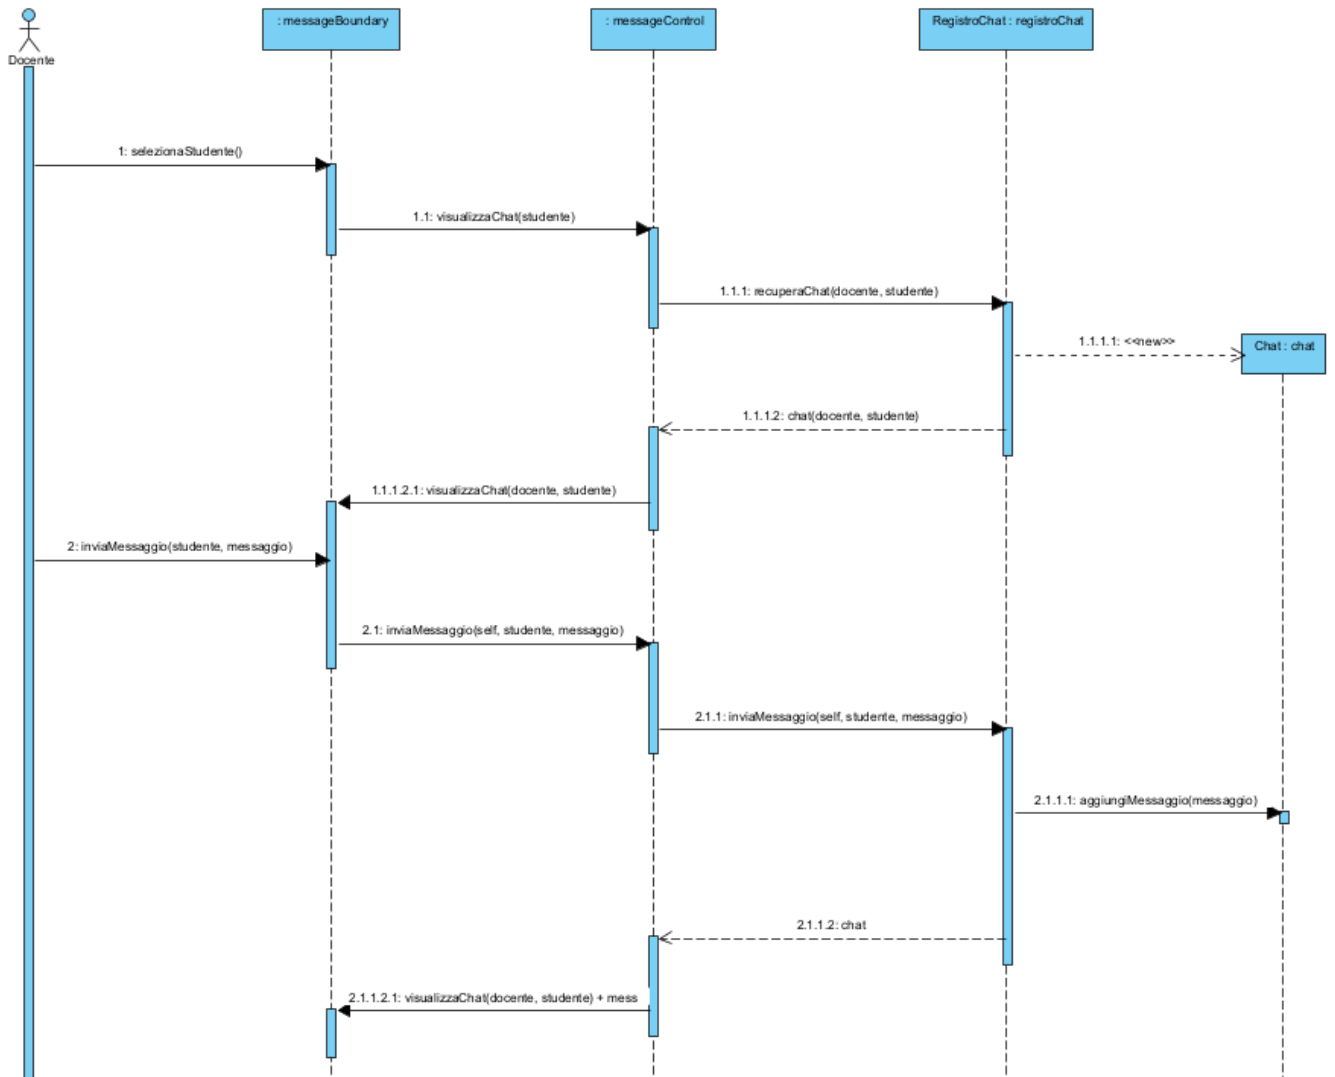 : messageBoundary
: messageControl
RegistroChat : registroChat
Docente
1: selezionaStudente()
1.1: visualizzaChat(studente)
1.1.1: recuperaChat(docente, studente)
1.1.1.1: <<new>>
Chat : chat
1.1.1.2: chat(docente, studente)
1.1.1.2.1: visualizzaChat(docente, studente)
2: inviaMessaggio(studente, messaggio)
2.1: inviaMessaggio(self, studente, messaggio)
2.1.1: inviaMessaggio(self, studente, messaggio)
2.1.1.1: aggiungiMessaggio(messaggio)
2.1.1.2: chat
2.1.1.2.1: visualizzaChat(docente, studente) + mess